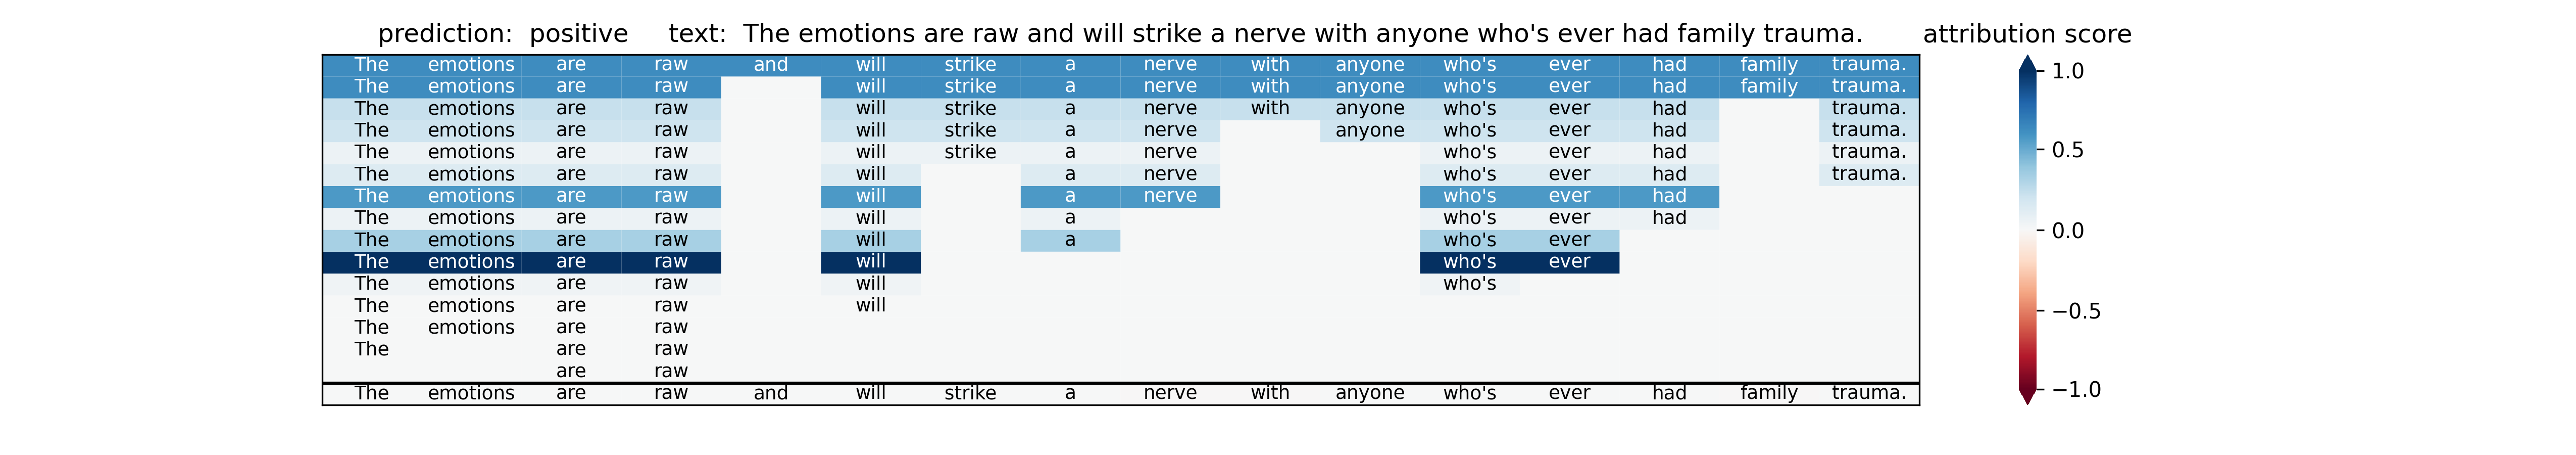 prediction: positive text: The emotions are raw and will strike a nerve with anyone who's ever had family trauma. attribution score
The emotions are raw and will strike a nerve with anyone who's ever had family trauma.
The emotions are raw will strike a nerve with anyone who's ever had family trauma.
The emotions are raw will strike a nerve with anyone who's ever had trauma.
The emotions are raw will strike a nerve anyone who's ever had trauma.
The emotions are raw will strike a nerve who's ever had trauma.
The emotions are raw will a nerve who's ever had trauma.
The emotions are raw will a nerve who's ever had
The emotions are raw will a who's ever had
The emotions are raw will a who's ever
The emotions are raw will who's ever
The emotions are raw will who's
The emotions are raw will
The emotions are raw
The are raw
are raw
The emotions are raw and will strike a nerve with anyone who's ever had family trauma.
1.0
0.5
0.0
−0.5
−1.0